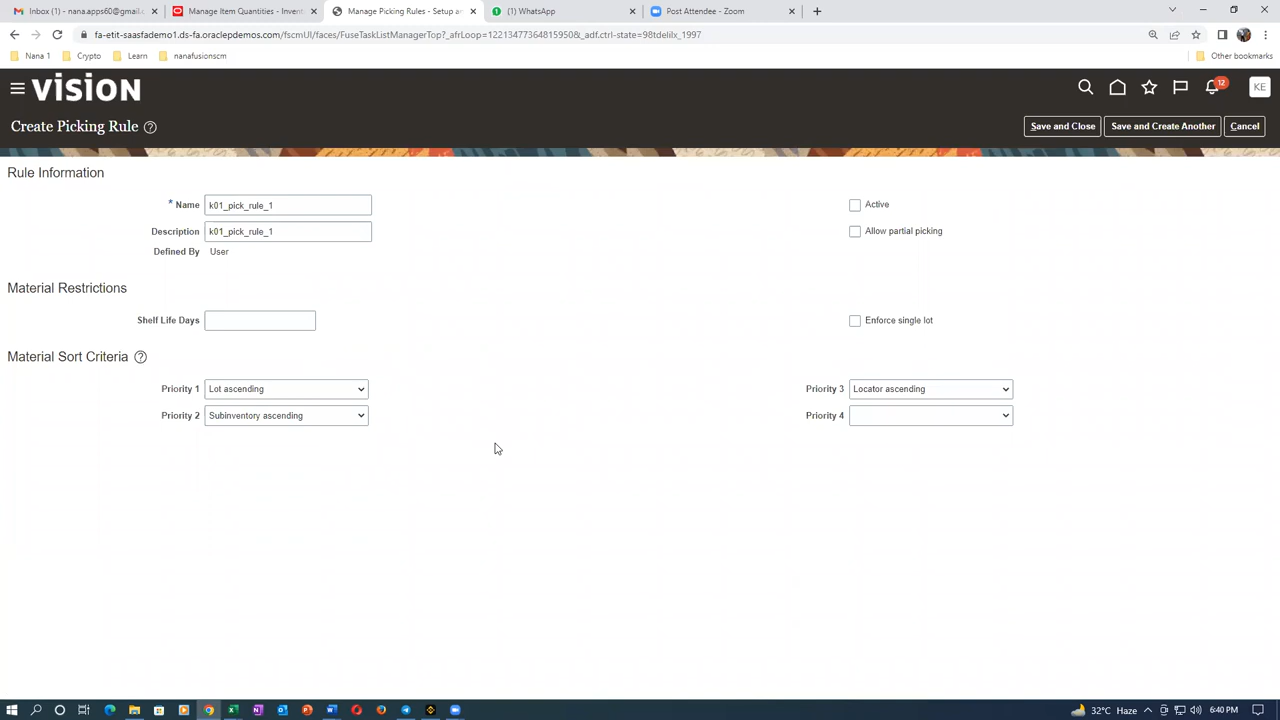 Inbox (1) - nana.apps60@gmail.c
Manage Item Quantities - Invent
Manage Picking Rules - Setup a
(1) WhatsApp
Post Attendee - Zoom
fa-etit-saasfademo1.ds-fa.oraclepdemos.com/fscmUI/faces/FuseTaskListManagerTop?_afrLoop=12213477364815950&_adf.ctrl-state=98tdelilx_1997
Nana 1
Crypto
Learn
nanafusionscm
Other bookmarks
VISION
12
KE
Create Picking Rule
Save and Close
Save and Create Another
Cancel
Rule Information
* Name k01_pick_rule_1
Active
Description k01_pick_rule_1
Allow partial picking
Defined By User
Material Restrictions
Shelf Life Days
Enforce single lot
Material Sort Criteria
Priority 1 Lot ascending
Priority 3 Locator ascending
Priority 2 Subinventory ascending
Priority 4
32°C Haze
6:40 PM